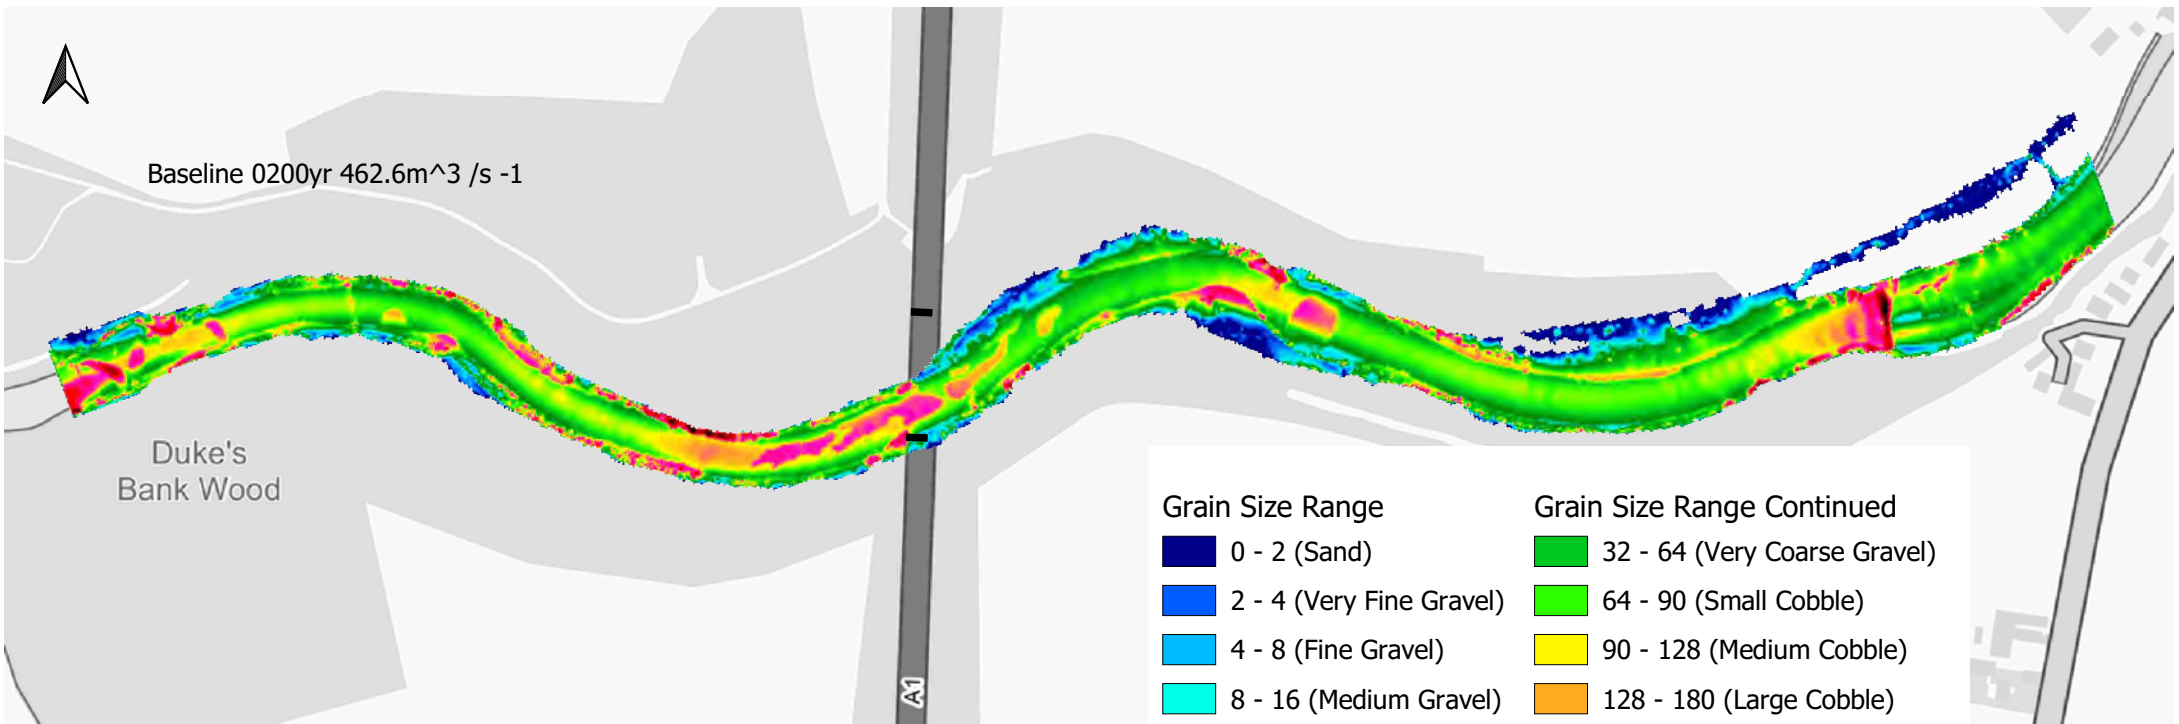 Baseline 0200yr 462.6m^3 /s -1
Duke's
Bank Wood
A1
Grain Size Range
0 - 2 (Sand)
2 - 4 (Very Fine Gravel)
4 - 8 (Fine Gravel)
8 - 16 (Medium Gravel)
Grain Size Range Continued
32 - 64 (Very Coarse Gravel)
64 - 90 (Small Cobble)
90 - 128 (Medium Cobble)
128 - 180 (Large Cobble)